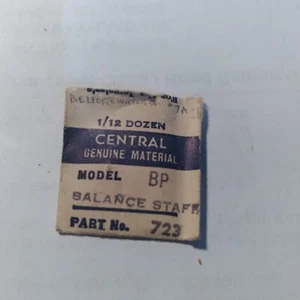 1/12 DOZEN
CENTRAL
GENUINE MATERIAL
MODEL BP
BALANCE STAFF
PART No. 723